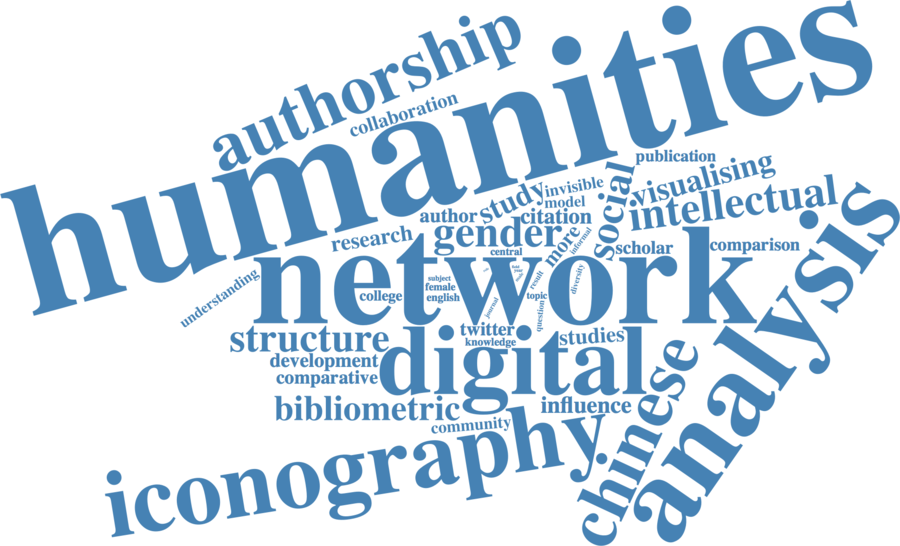 authorship
collaboration
humanities
publication
visualising
invisible
study
model
social
intellectual
author
citation
research
gender
more
informal
central
scholar
comparison
analysis
understanding
network
subject
female
english
college
year
result
diversity
topic
journal
question
structure
twitter
knowledge
studies
development
digital
comparative
chinese
bibliometric
influence
community
iconography